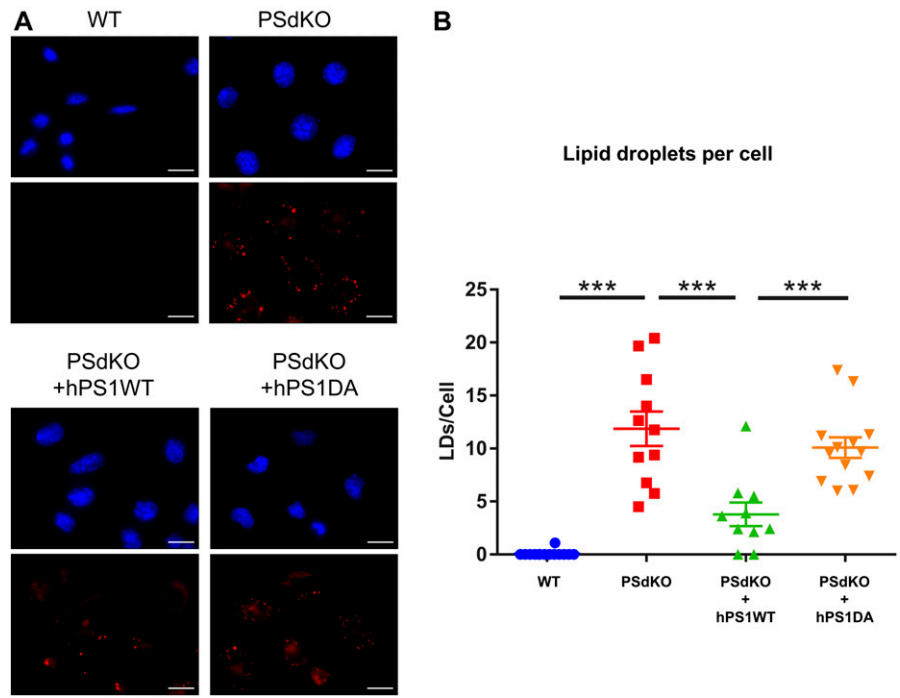 A
WT
PSdKO
PSdKO
+hPS1WT
PSdKO
+hPS1DA
B
Lipid droplets per cell
***
***
***
LDs/Cell
25
20
15
10
5
0
WT
PSdKO
PSdKO
+
hPS1WT
PSdKO
+
hPS1DA